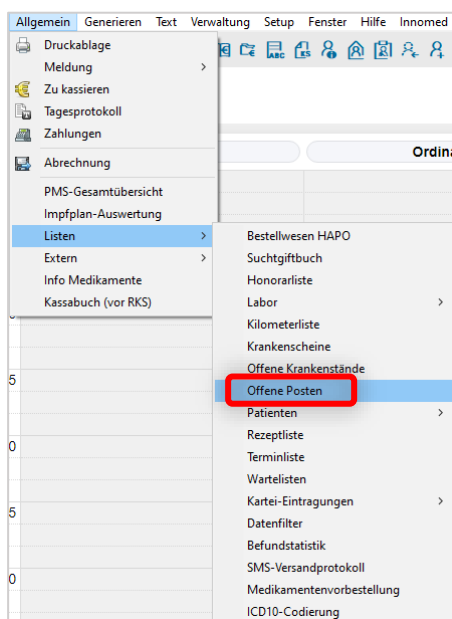 Allgemein Generieren Text Verwaltung Setup Fenster Hilfe Innomed
Druckablage
Meldung
Zu kassieren
Tagesprotokoll
Zahlungen
Abrechnung
Ordina
PMS-Gesamtübersicht
Impfplan-Auswertung
Listen
Extern
Info Medikamente
Kassabuch (vor RKS)
Bestellwesen HAPO
Suchtgiftbuch
Honorarliste
Labor
Kilometerliste
Krankenscheine
Offene Krankenstände
5
Offene Posten
Patienten
Rezeptliste
0
Terminliste
Wartelisten
Kartei-Eintragungen
5
Datenfilter
Befundstatistik
SMS-Versandprotokoll
0
Medikamentenvorbestellung
ICD10-Codierung